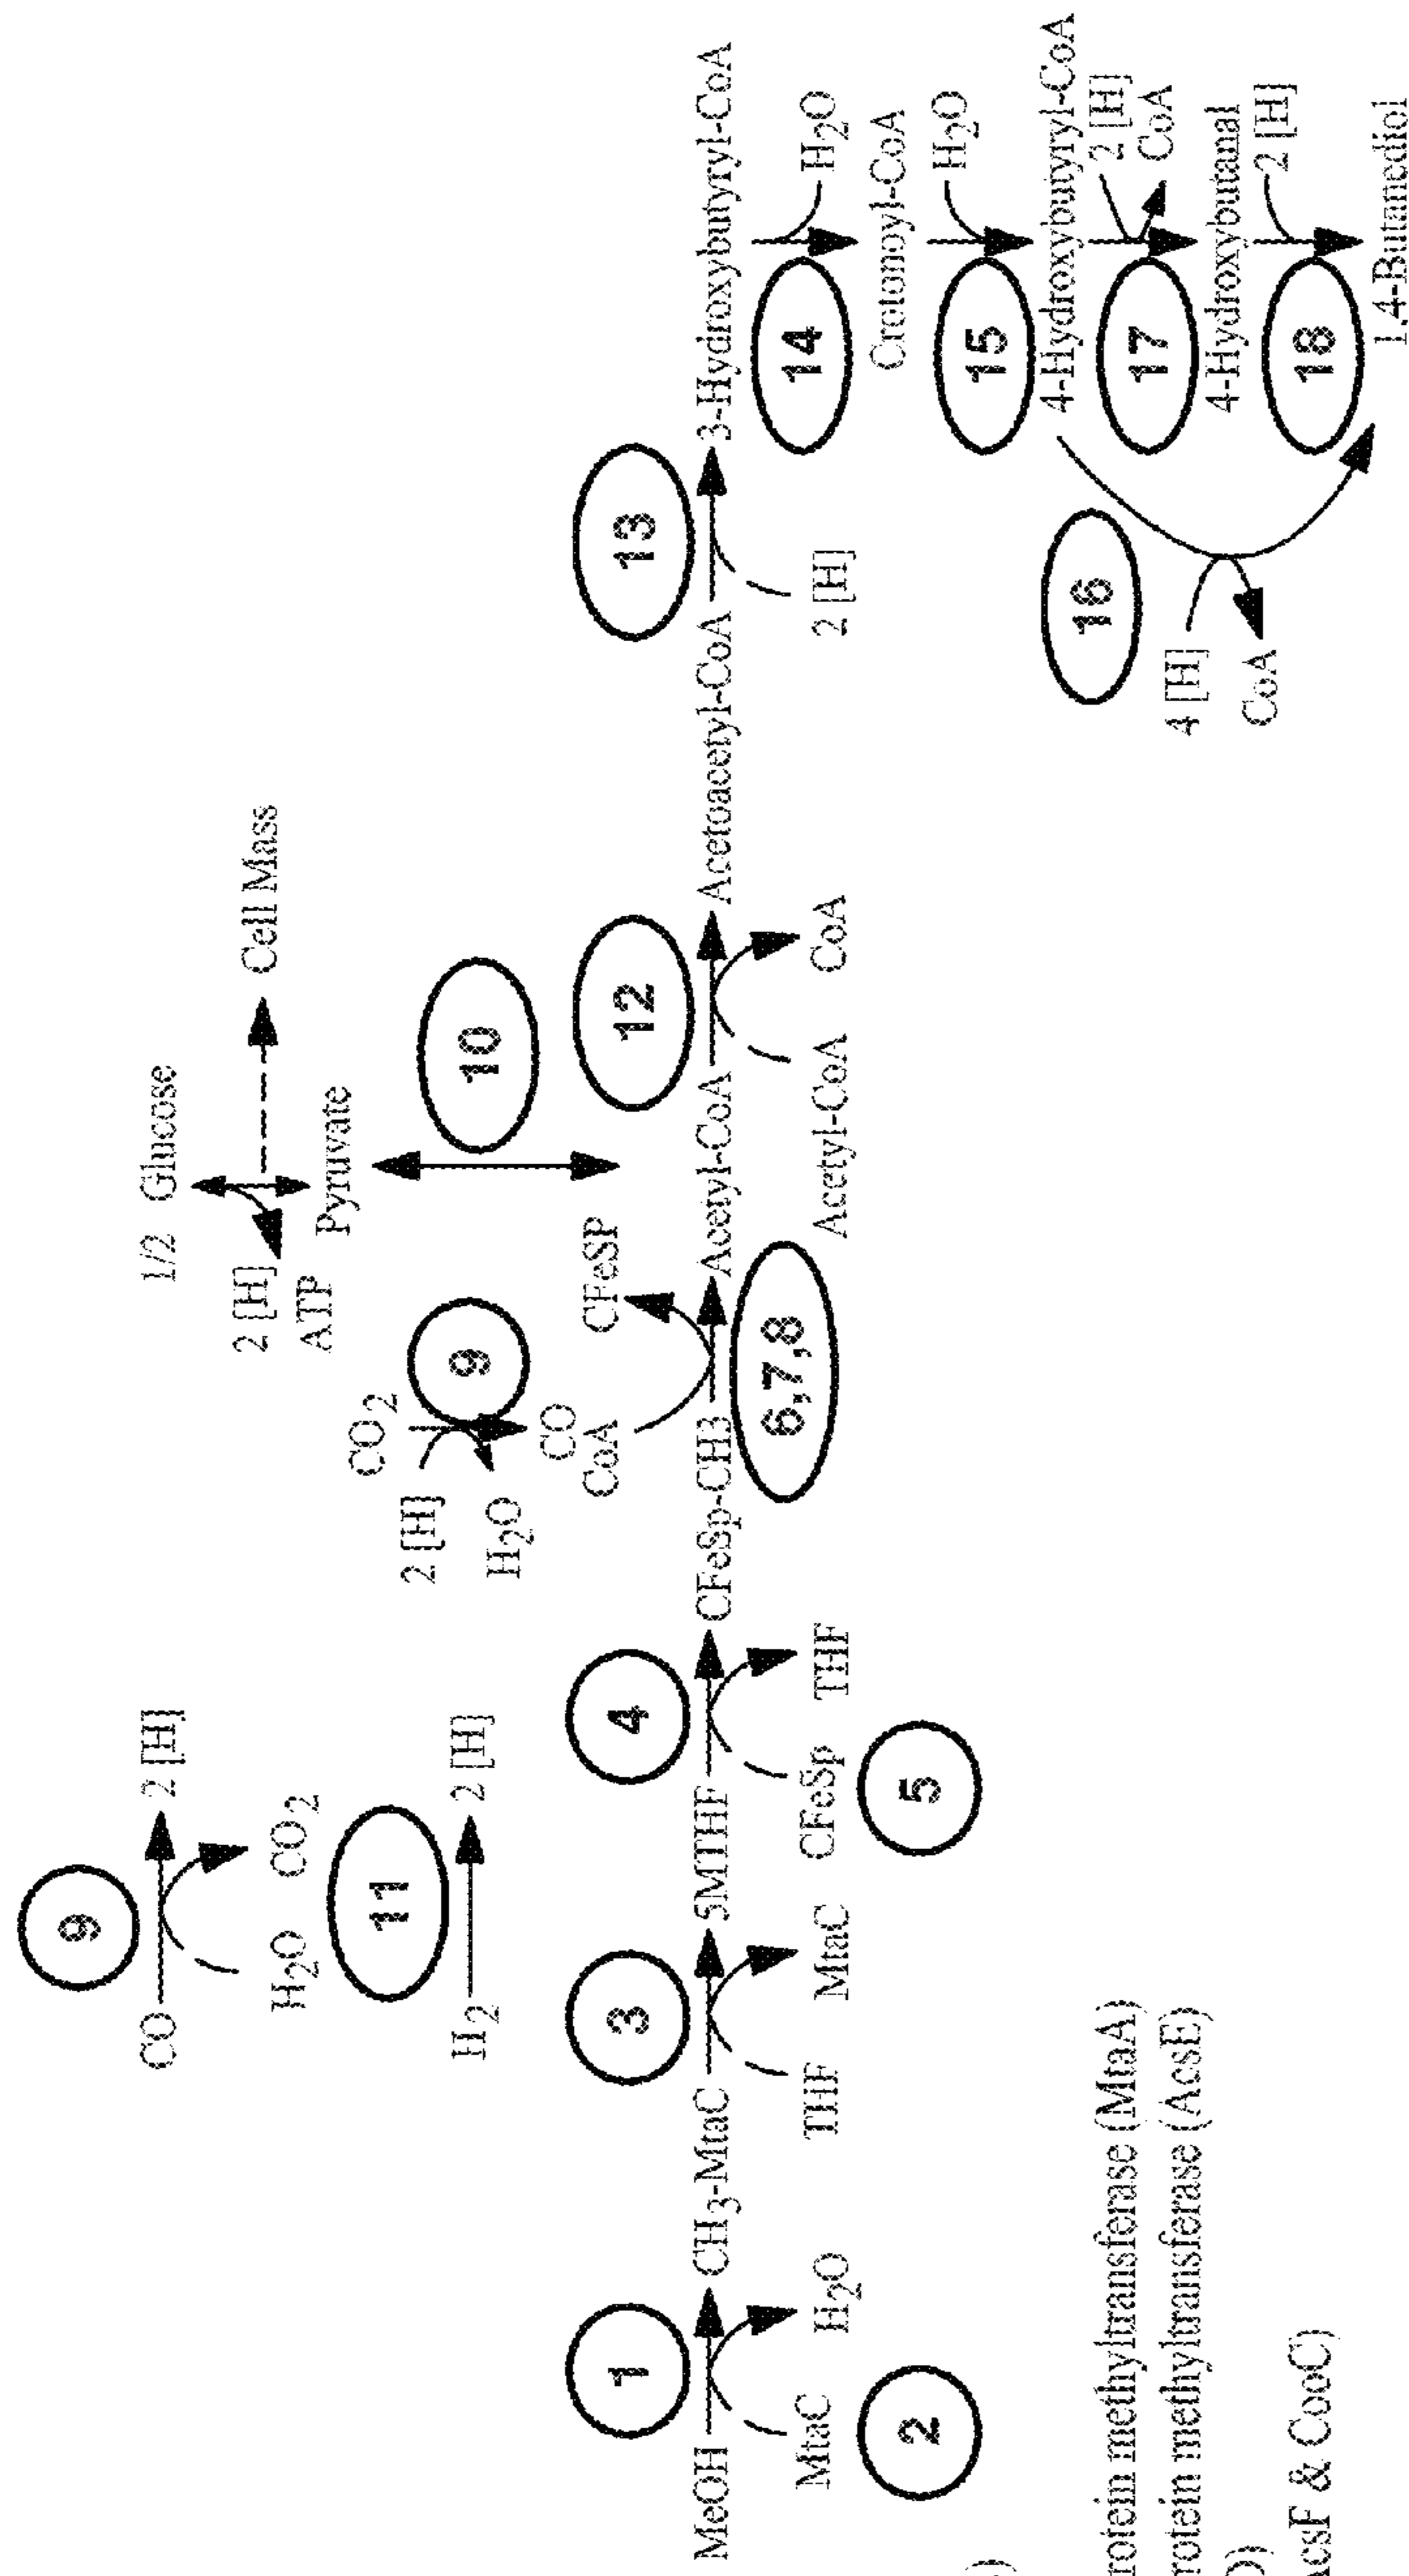 9
CO
2 [H]
H2O
CO2
11
H2
2 [H]
1/2 Glucose
2 [H]
ATP
Cell Mass
Pyruvate
CO2
2 [H]
9
H2O
CO
CoA
CFeSP
10
1
3
4
12
13
MeOH
CH3-MtaC
5MTHF
CFeSp-CH3
Acetyl-CoA
Acetoacetyl-CoA
3-Hydroxybutyryl-CoA
MtaC
H2O
THF
MtaC
CFeSp
THF
6,7,8
Acetyl-CoA
CoA
2 [H]
2
5
14
H2O
Crotonoyl-CoA
15
H2O
4-Hydroxybutyryl-CoA
16
17
2 [H]
CoA
4 [H]
CoA
4-Hydroxybutanal
18
2 [H]
1,4-Butanediol
)
rotein methyltransferase (MtaA)
rotein methyltransferase (AcsE)
)
AcsF & CooC)